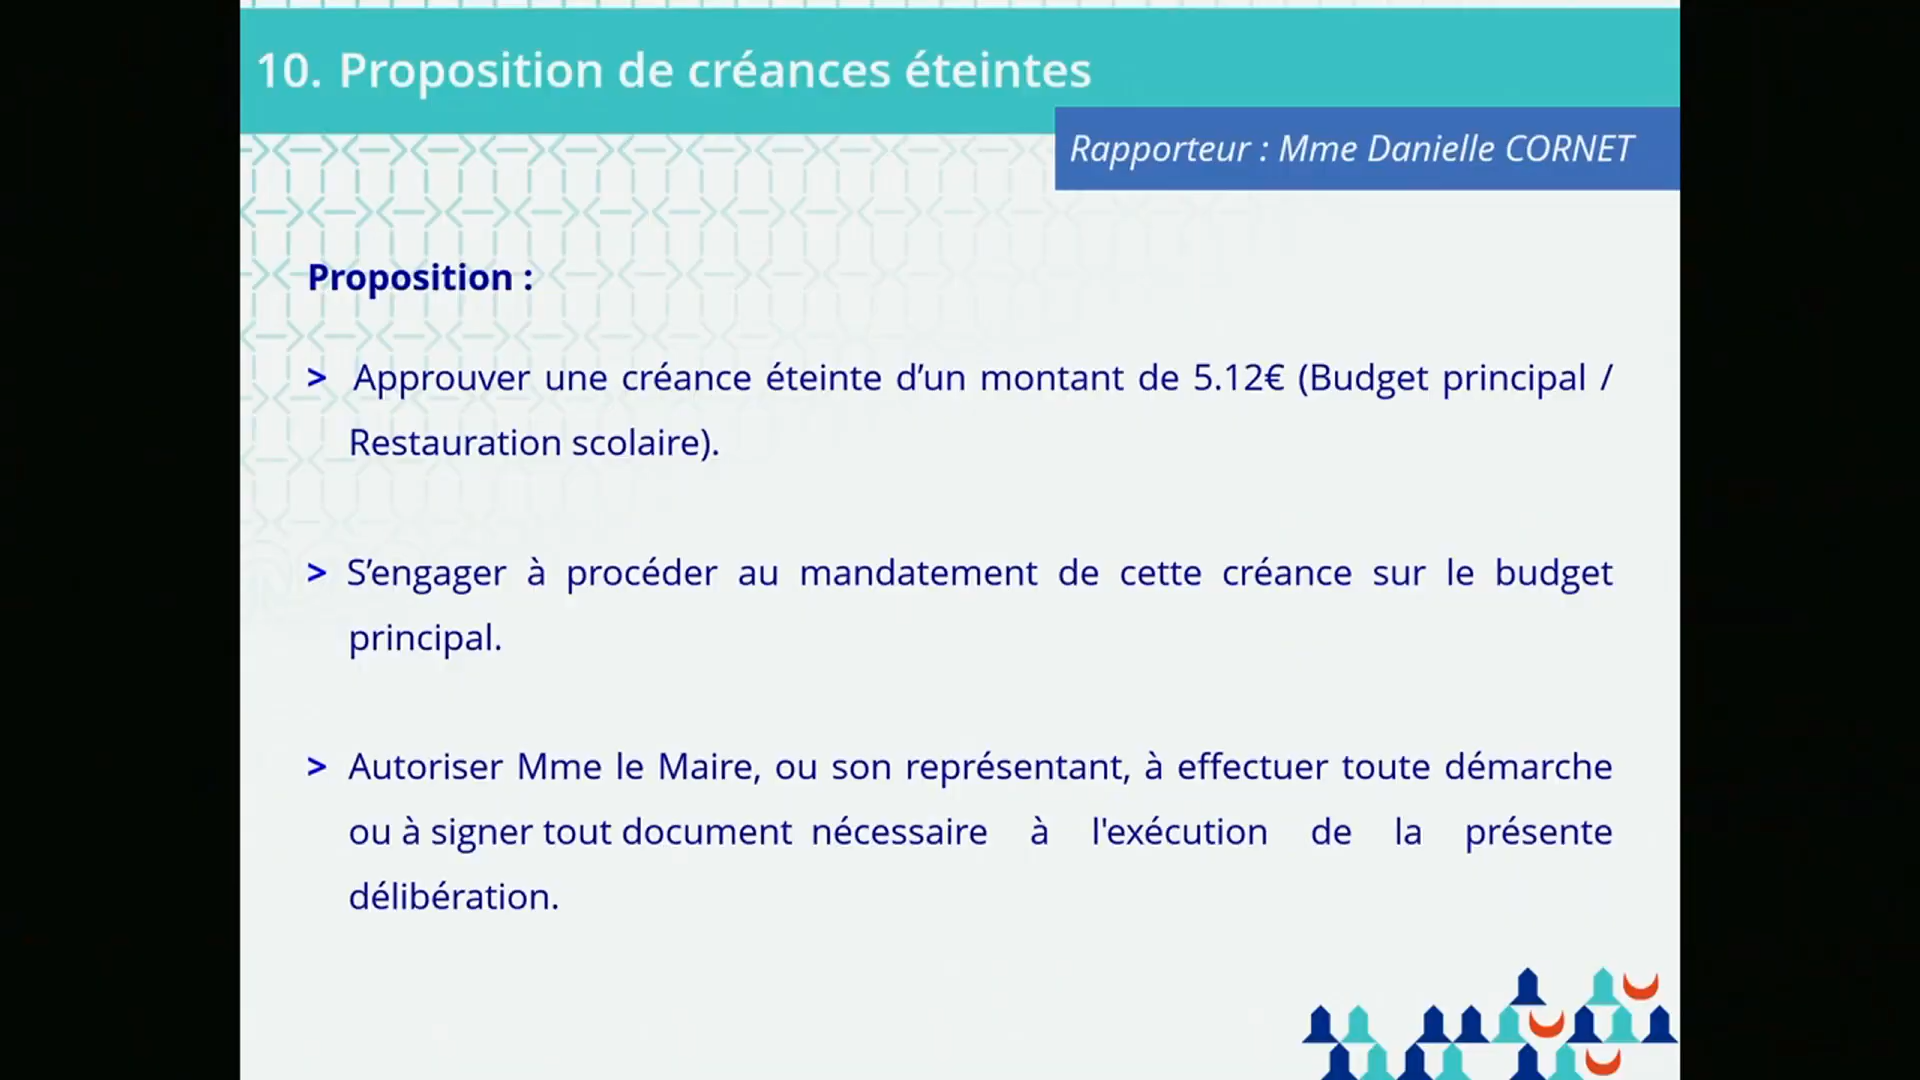 10. Proposition de créances éteintes
Rapporteur : Mme Danielle CORNET
Proposition :
> Approuver une créance éteinte d’un montant de 5.12€ (Budget principal /
Restauration scolaire).
> S’engager à procéder au mandatement de cette créance sur le budget
principal.
> Autoriser Mme le Maire, ou son représentant, à effectuer toute démarche
ou à signer tout document nécessaire à l'exécution de la présente
délibération.